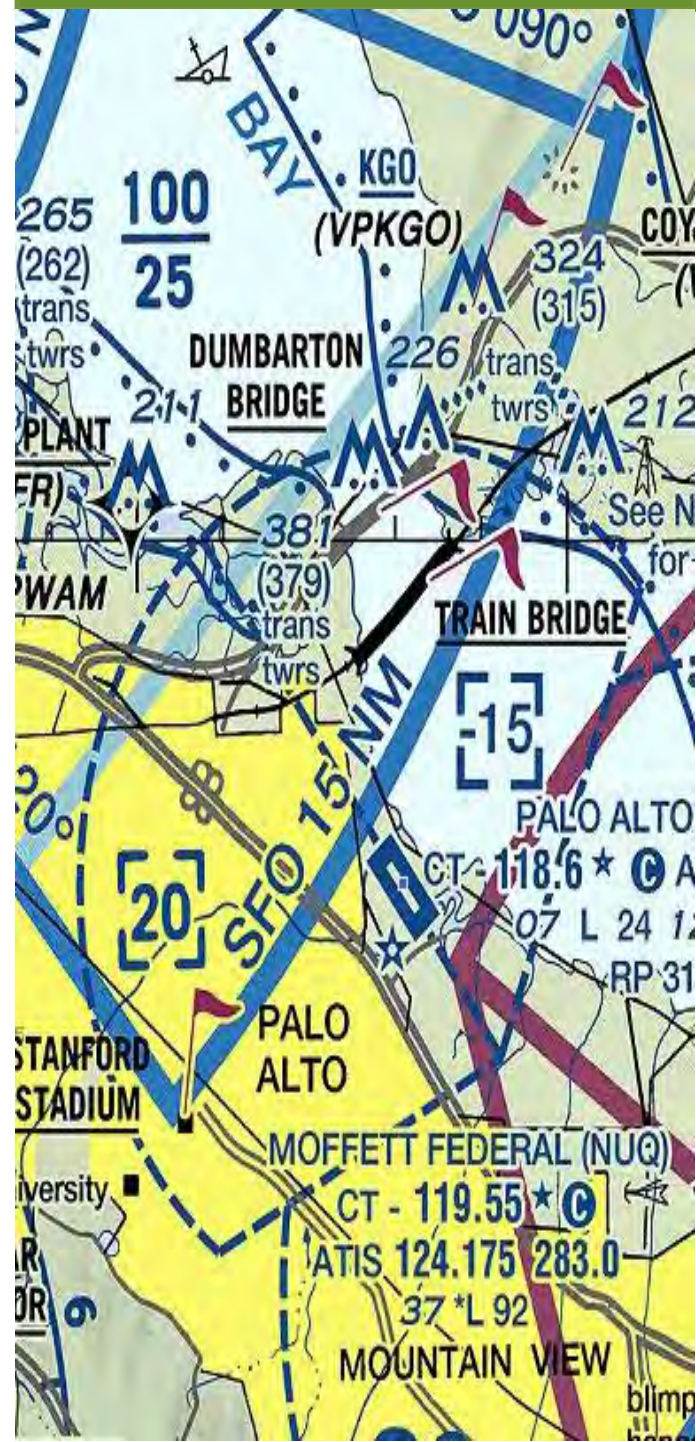 090°
BAY
KGO
(VPKGO)
265
(262)
trans
twrs
100
25
324
(315)
DUMBARTON
BRIDGE
226
trans
twrs
211
212
PLANT
381
(379)
trans
twrs
See
for
TRAIN BRIDGE
-15
SFO 15 NM
20°
PALO ALTO
CT - 118.6 ★ C A
07 L 24
RP 31
20
PALO
ALTO
STANFORD
STADIUM
MOFFETT FEDERAL (NUQ)
CT - 119.55 ★ C
ATIS 124.175 283.0
37 *L 92
iversity
6
MOUNTAIN VIEW
blimp